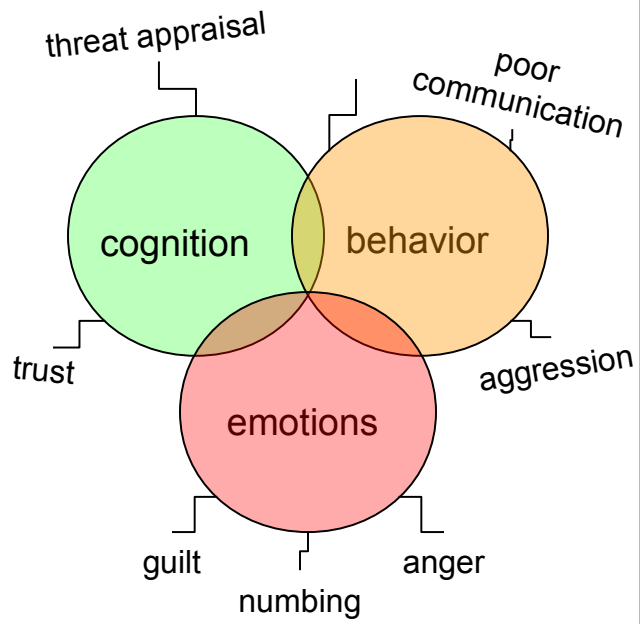 threat appraisal
poor
communication
cognition
behavior
trust
aggression
emotions
guilt
anger
numbing